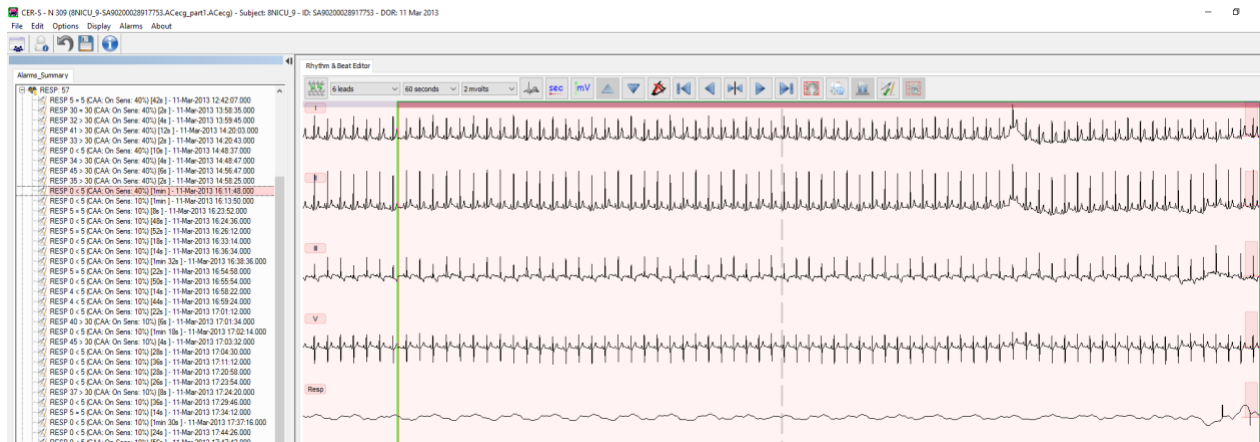 CER-S - N 309 (8NICU_9-SA90200028917753.ACecg_part1.ACecg) - Subject: 8NICU_9 - ID: SA90200028917753 - DOR: 11 Mar 2013
File Edit Options Display Alarms About
Alarms_Summary
RESP: 57
RESP 5 = 5 (CAA: On Sens: 40%) [42s ] - 11-Mar-2013 12:42:07.000
RESP 30 = 30 (CAA: On Sens: 40%) [2s ] - 11-Mar-2013 13:58:35.000
RESP 32 > 30 (CAA: On Sens: 40%) [4s ] - 11-Mar-2013 13:59:45.000
RESP 41 > 30 (CAA: On Sens: 40%) [12s ] - 11-Mar-2013 14:20:03.000
RESP 33 > 30 (CAA: On Sens: 40%) [2s ] - 11-Mar-2013 14:20:43.000
RESP 0 < 5 (CAA: On Sens: 40%) [10s ] - 11-Mar-2013 14:48:37.000
RESP 34 > 30 (CAA: On Sens: 40%) [4s ] - 11-Mar-2013 14:48:47.000
RESP 45 > 30 (CAA: On Sens: 40%) [6s ] - 11-Mar-2013 14:56:47.000
RESP 35 > 30 (CAA: On Sens: 40%) [2s ] - 11-Mar-2013 14:58:25.000
RESP 0 < 5 (CAA: On Sens: 40%) [1min ] - 11-Mar-2013 16:11:48.000
RESP 0 < 5 (CAA: On Sens: 10%) [1min ] - 11-Mar-2013 16:13:50.000
RESP 5 = 5 (CAA: On Sens: 10%) [8s ] - 11-Mar-2013 16:23:52.000
RESP 0 < 5 (CAA: On Sens: 10%) [48s ] - 11-Mar-2013 16:24:36.000
RESP 5 = 5 (CAA: On Sens: 10%) [52s ] - 11-Mar-2013 16:26:12.000
RESP 0 < 5 (CAA: On Sens: 10%) [18s ] - 11-Mar-2013 16:33:14.000
RESP 0 < 5 (CAA: On Sens: 10%) [14s ] - 11-Mar-2013 16:36:34.000
RESP 0 < 5 (CAA: On Sens: 10%) [1min 32s ] - 11-Mar-2013 16:38:36.000
RESP 5 = 5 (CAA: On Sens: 10%) [22s ] - 11-Mar-2013 16:54:58.000
RESP 0 < 5 (CAA: On Sens: 10%) [50s ] - 11-Mar-2013 16:55:54.000
RESP 4 < 5 (CAA: On Sens: 10%) [14s ] - 11-Mar-2013 16:58:22.000
RESP 4 < 5 (CAA: On Sens: 10%) [44s ] - 11-Mar-2013 16:59:24.000
RESP 0 < 5 (CAA: On Sens: 10%) [22s ] - 11-Mar-2013 17:01:12.000
RESP 40 > 30 (CAA: On Sens: 10%) [6s ] - 11-Mar-2013 17:01:34.000
RESP 0 < 5 (CAA: On Sens: 10%) [1min 18s ] - 11-Mar-2013 17:02:14.000
RESP 45 > 30 (CAA: On Sens: 10%) [4s ] - 11-Mar-2013 17:03:32.000
RESP 0 < 5 (CAA: On Sens: 10%) [28s ] - 11-Mar-2013 17:04:30.000
RESP 0 < 5 (CAA: On Sens: 10%) [36s ] - 11-Mar-2013 17:11:12.000
RESP 0 < 5 (CAA: On Sens: 10%) [28s ] - 11-Mar-2013 17:20:58.000
RESP 0 < 5 (CAA: On Sens: 10%) [26s ] - 11-Mar-2013 17:23:54.000
RESP 37 > 30 (CAA: On Sens: 10%) [8s ] - 11-Mar-2013 17:24:20.000
RESP 0 < 5 (CAA: On Sens: 10%) [36s ] - 11-Mar-2013 17:29:46.000
RESP 5 = 5 (CAA: On Sens: 10%) [14s ] - 11-Mar-2013 17:34:12.000
RESP 0 < 5 (CAA: On Sens: 10%) [1min 30s ] - 11-Mar-2013 17:37:16.000
RESP 0 < 5 (CAA: On Sens: 10%) [24s ] - 11-Mar-2013 17:44:26.000
Rhythm & Beat Editor
6 leads 60 seconds 2 mvolts sec mV
I
II
III
V
Resp